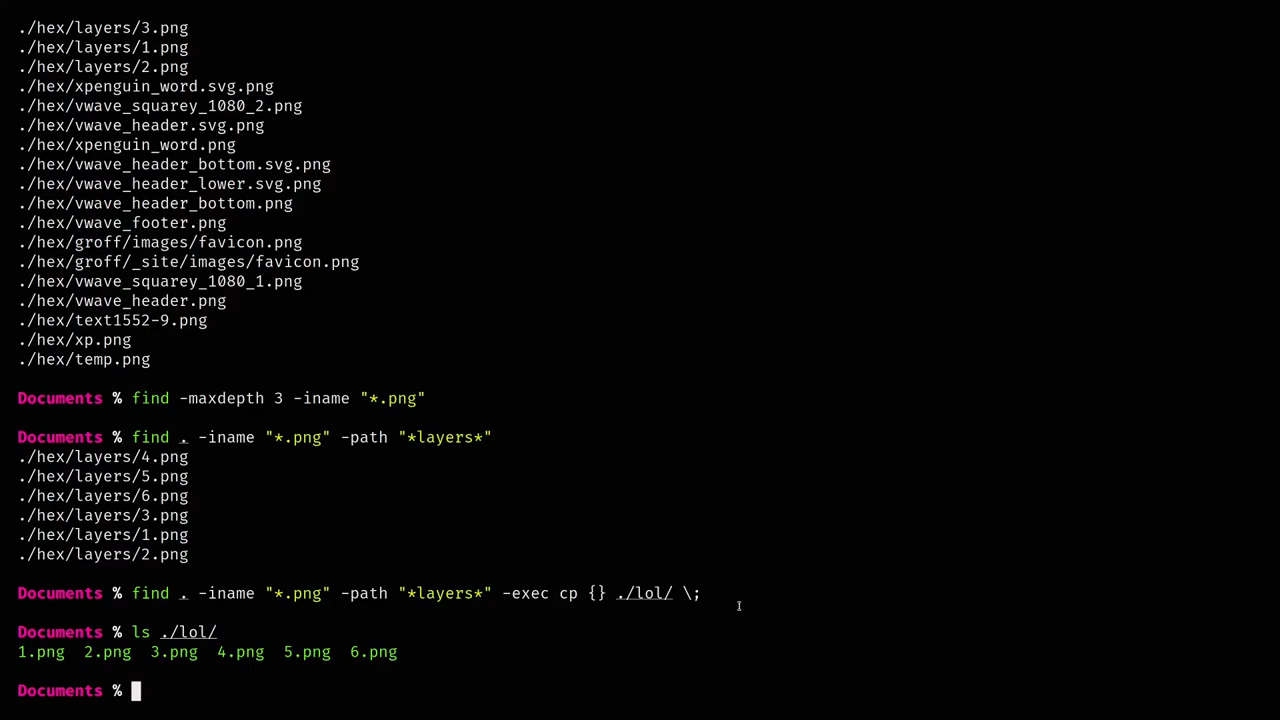 ./hex/layers/3.png
./hex/layers/1.png
./hex/layers/2.png
./hex/xpenguin_word.svg.png
./hex/vwave_squarey_1080_2.png
./hex/vwave_header.svg.png
./hex/xpenguin_word.png
./hex/vwave_header_bottom.svg.png
./hex/vwave_header_lower.svg.png
./hex/vwave_header_bottom.png
./hex/vwave_footer.png
./hex/groff/images/favicon.png
./hex/groff/_site/images/favicon.png
./hex/vwave_squarey_1080_1.png
./hex/vwave_header.png
./hex/text1552-9.png
./hex/xp.png
./hex/temp.png
Documents % find -maxdepth 3 -iname "*.png"
Documents % find . -iname "*.png" -path "*layers*"
./hex/layers/4.png
./hex/layers/5.png
./hex/layers/6.png
./hex/layers/3.png
./hex/layers/1.png
./hex/layers/2.png
Documents % find . -iname "*.png" -path "*layers*" -exec cp {} ./lol/ \;
Documents % ls ./lol/
1.png  2.png  3.png  4.png  5.png  6.png
Documents %